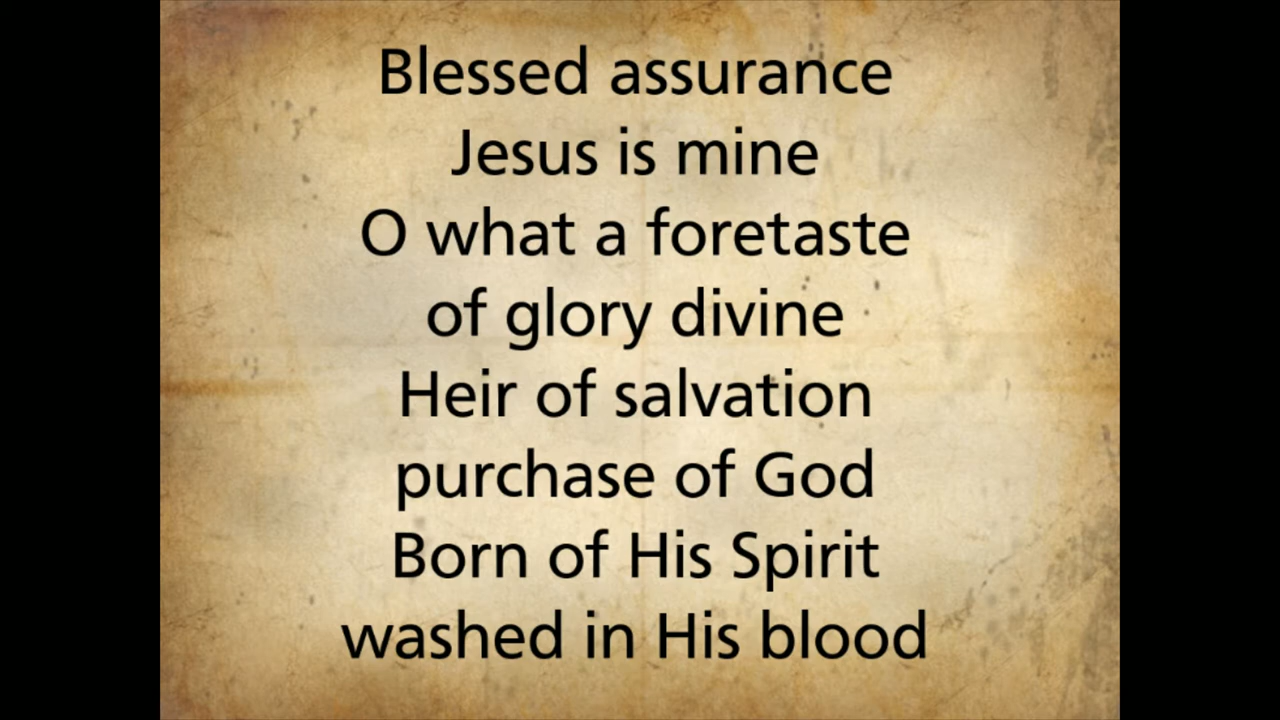 Blessed assurance
Jesus is mine
O what a foretaste
of glory divine
Heir of salvation
purchase of God
Born of His Spirit
washed in His blood